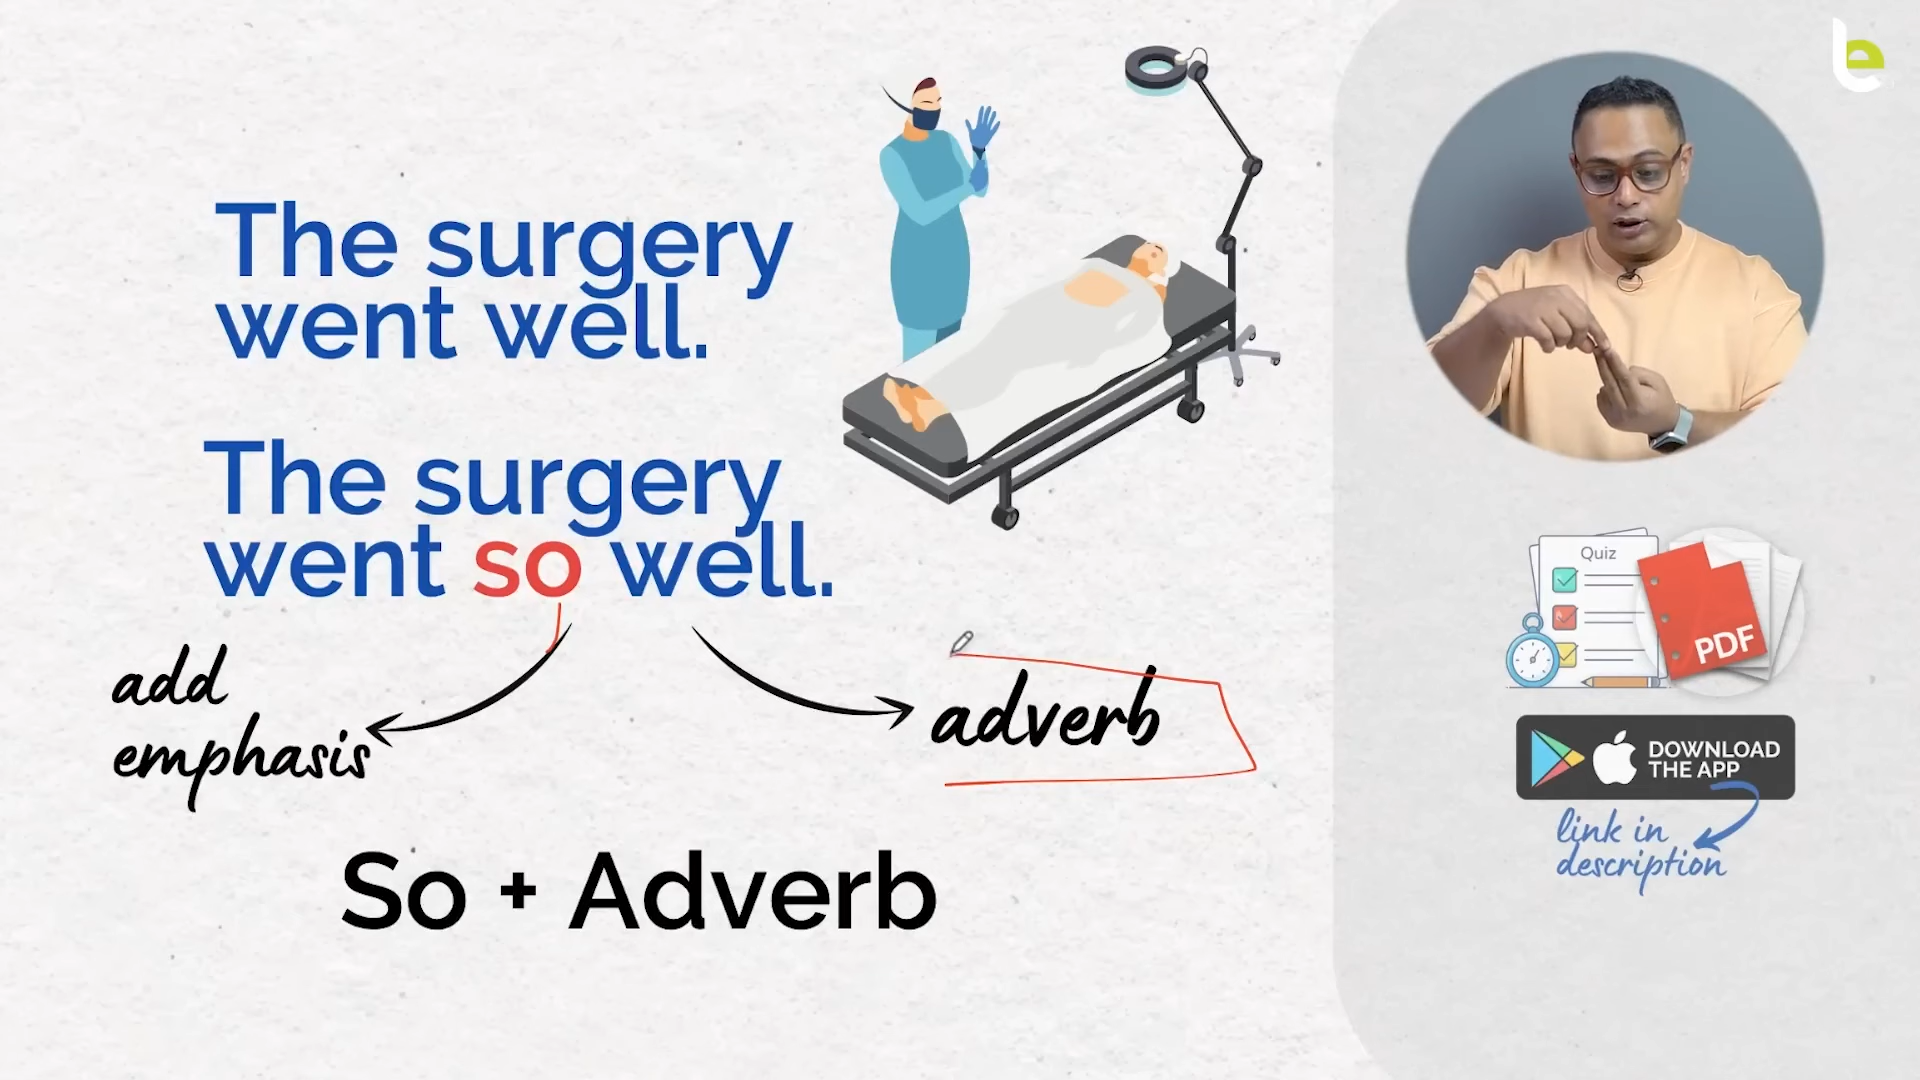 The surgery
went well.
The surgery
went so well.
add
emphasis
adverb
So + Adverb
be
Quiz
PDF
DOWNLOAD
THE APP
link in
description